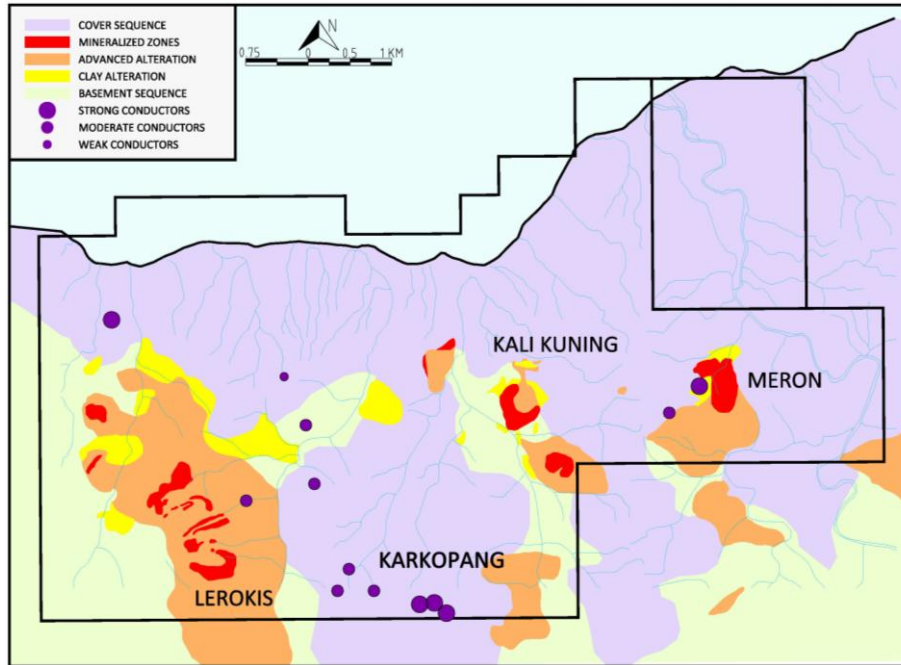 COVER SEQUENCE
MINERALIZED ZONES
ADVANCED ALTERATION
CLAY ALTERATION
BASEMENT SEQUENCE
STRONG CONDUCTORS
MODERATE CONDUCTORS
WEAK CONDUCTORS
N
0.75 0 0.5 1 KM
KALI KUNING
MERON
KARKOPANG
LEROKIS